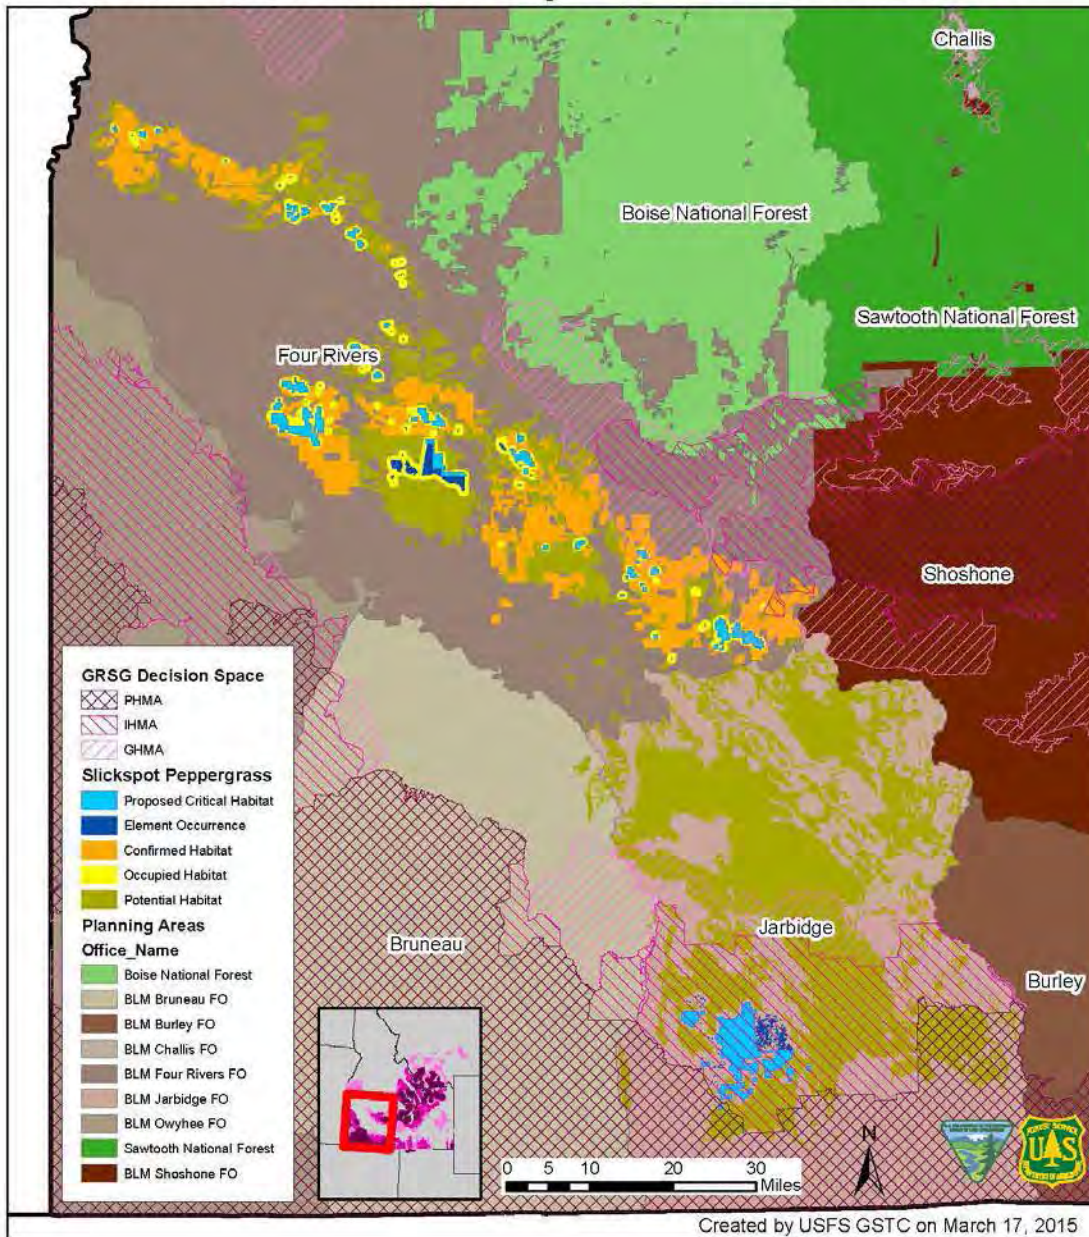 Challis
Boise National Forest
Sawtooth National Forest
Four Rivers
Shoshone
GRSG Decision Space
PHMA
IHMA
GHMA
Slickspot Peppergrass
Proposed Critical Habitat
Element Occurrence
Confirmed Habitat
Occupied Habitat
Potential Habitat
Planning Areas
Office_Name
Boise National Forest
BLM Bruneau FO
BLM Burley FO
BLM Challis FO
BLM Four Rivers FO
BLM Jarbidge FO
BLM Owyhee FO
Sawtooth National Forest
BLM Shoshone FO
Bruneau
Jarbidge
Burley
N
0 5 10 20 30
Miles
FOREST SERVICE
U S
Created by USFS GSTC on March 17, 2015